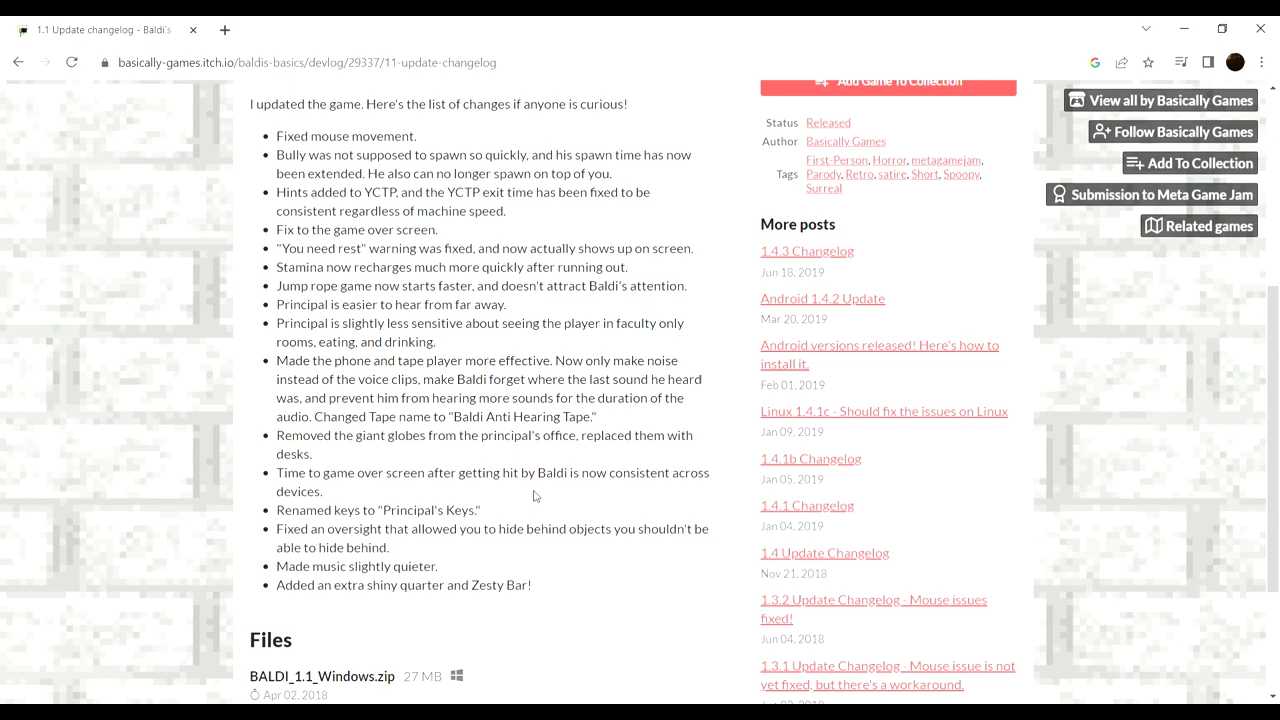 1.1 Update changelog - Baldi's
basically-games.itch.io/baldis-basics/devlog/29337/11-update-changelog
I updated the game. Here's the list of changes if anyone is curious!
Fixed mouse movement.
Bully was not supposed to spawn so quickly, and his spawn time has now
been extended. He also can no longer spawn on top of you.
Hints added to YCTP, and the YCTP exit time has been fixed to be
consistent regardless of machine speed.
Fix to the game over screen.
"You need rest" warning was fixed, and now actually shows up on screen.
Stamina now recharges much more quickly after running out.
Jump rope game now starts faster, and doesn't attract Baldi's attention.
Principal is easier to hear from far away.
Principal is slightly less sensitive about seeing the player in faculty only
rooms, eating, and drinking.
Made the phone and tape player more effective. Now only make noise
instead of the voice clips, make Baldi forget where the last sound he heard
was, and prevent him from hearing more sounds for the duration of the
audio. Changed Tape name to "Baldi Anti Hearing Tape."
Removed the giant globes from the principal's office, replaced them with
desks.
Time to game over screen after getting hit by Baldi is now consistent across
devices.
Renamed keys to "Principal's Keys."
Fixed an oversight that allowed you to hide behind objects you shouldn't be
able to hide behind.
Made music slightly quieter.
Added an extra shiny quarter and Zesty Bar!
Files
BALDI_1.1_Windows.zip 27 MB
Apr 02, 2018
Add Game To Collection
Status Released
Author Basically Games
First-Person, Horror, metagamejam,
Tags Parody, Retro, satire, Short, Spoopy,
Surreal
More posts
1.4.3 Changelog
Jun 18, 2019
Android 1.4.2 Update
Mar 20, 2019
Android versions released! Here's how to
install it.
Feb 01, 2019
Linux 1.4.1c - Should fix the issues on Linux
Jan 09, 2019
1.4.1b Changelog
Jan 05, 2019
1.4.1 Changelog
Jan 04, 2019
1.4 Update Changelog
Nov 21, 2018
1.3.2 Update Changelog - Mouse issues
fixed!
Jun 04, 2018
1.3.1 Update Changelog - Mouse issue is not
yet fixed, but there's a workaround.
View all by Basically Games
Follow Basically Games
Add To Collection
Submission to Meta Game Jam
Related games